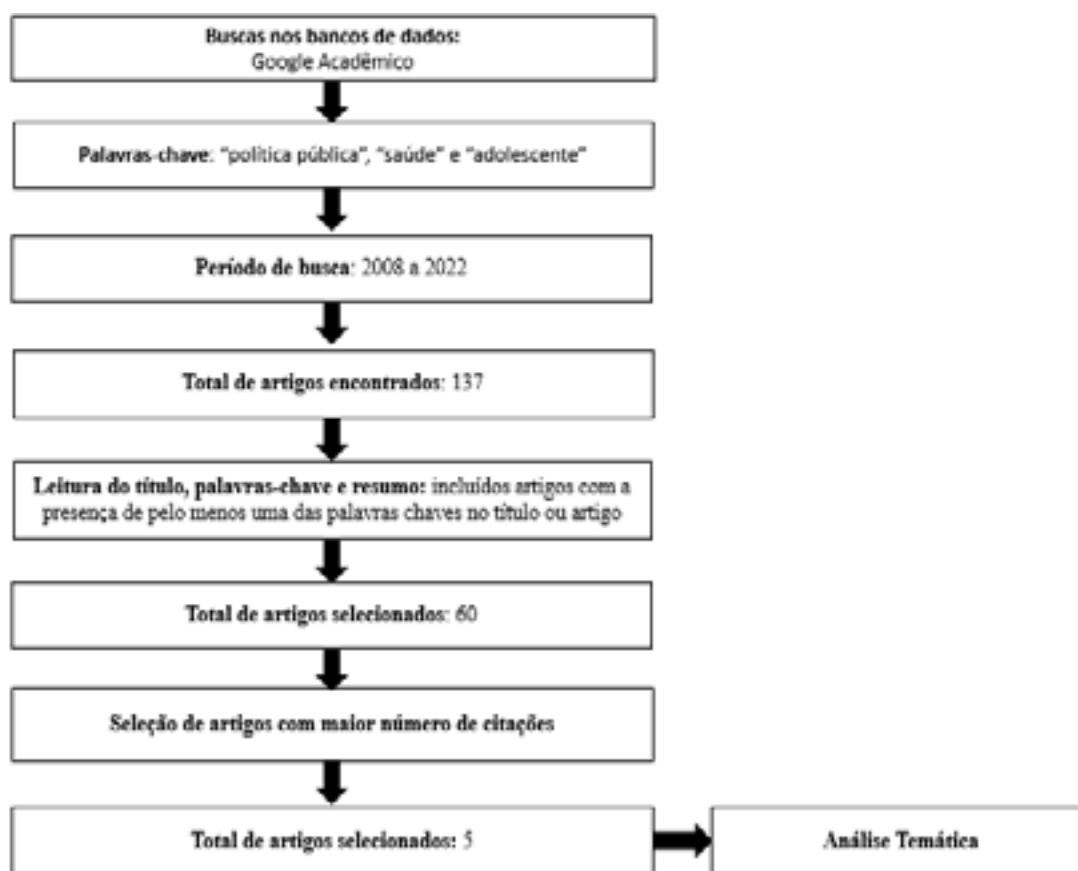 Buscas nos bancos de dados:
Google Acadêmico
Palavras-chave: “política pública”, “saúde” e “adolescente”
Período de busca: 2008 a 2022
Total de artigos encontrados: 137
Leitura do título, palavras-chave e resumo: incluídos artigos com a
presença de pelo menos uma das palavras chaves no título ou artigo
Total de artigos selecionados: 60
Seleção de artigos com maior número de citações
Total de artigos selecionados: 5
Análise Temática